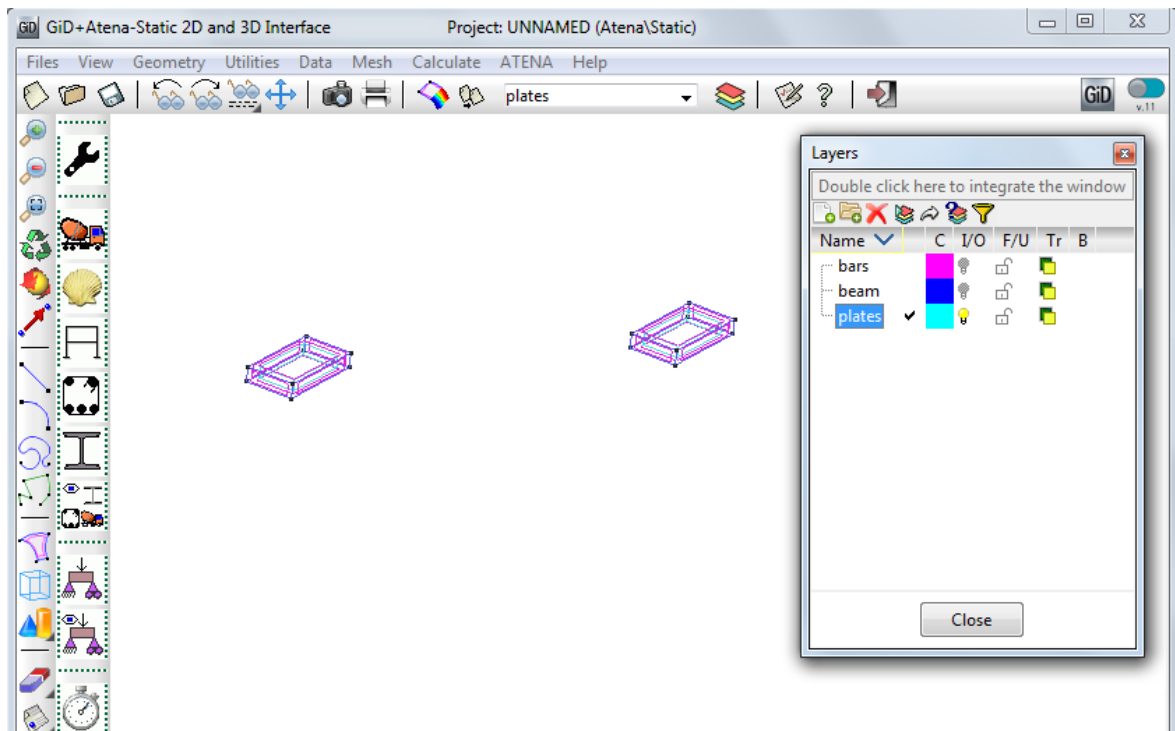 GiD GiD+Atena-Static 2D and 3D Interface Project: UNNAMED (Atena\Static)
Files View Geometry Utilities Data Mesh Calculate ATENA Help
plates GiD v.11
Layers
Double click here to integrate the window
Name C I/O F/U Tr B
bars
beam
plates
Close